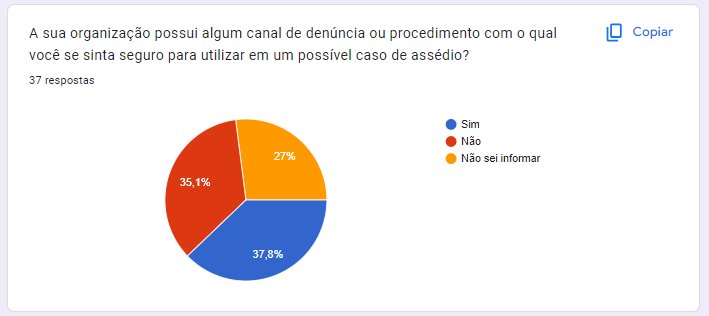 A sua organização possui algum canal de denúncia ou procedimento com o qual
você se sinta seguro para utilizar em um possível caso de assédio?
Copiar
37 respostas
Sim
Não
Não sei informar
27%
35,1%
37,8%